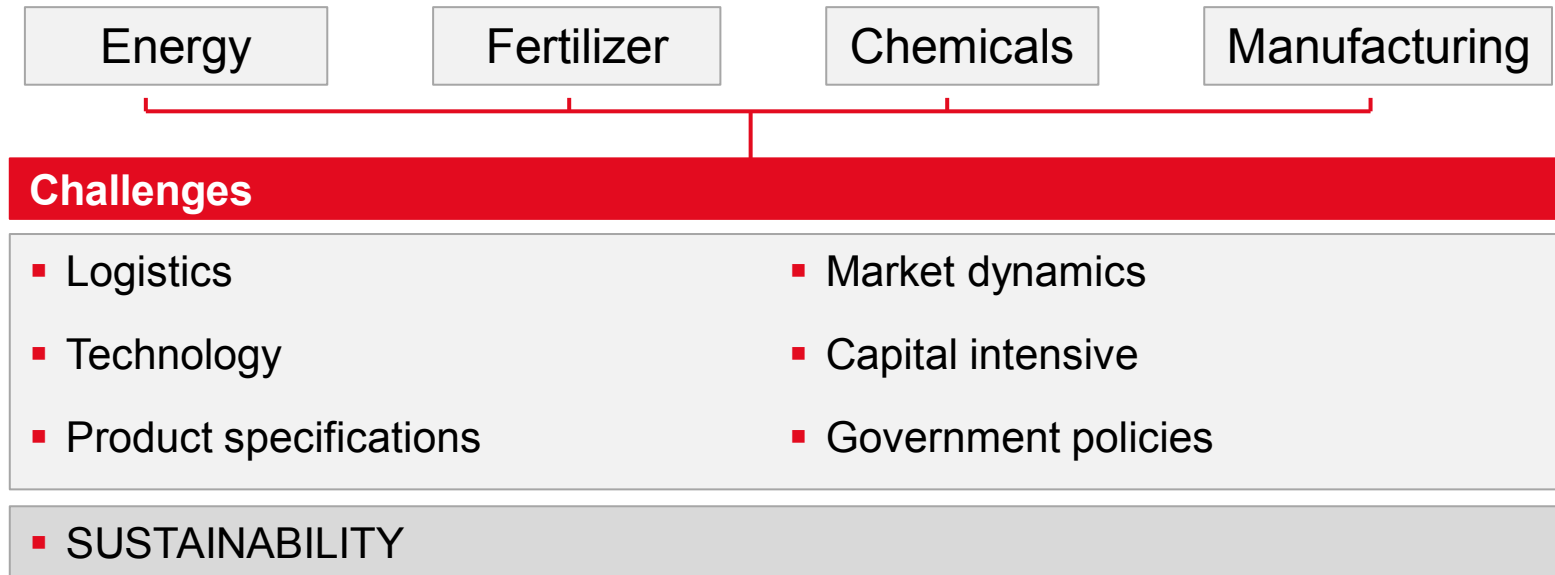 Energy
Fertilizer
Chemicals
Manufacturing
Challenges
▪ Logistics
▪ Technology
▪ Product specifications
▪ Market dynamics
▪ Capital intensive
▪ Government policies
▪ SUSTAINABILITY